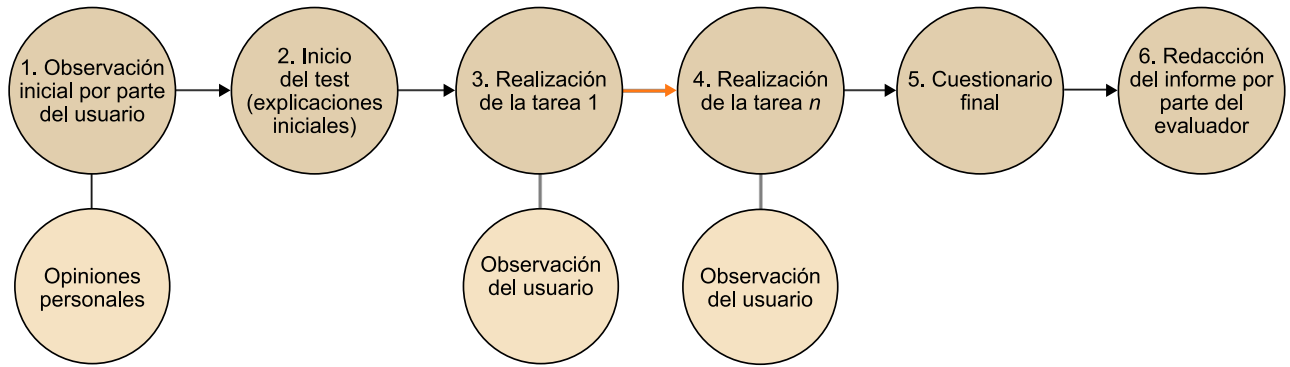 1. Observación
inicial por parte
del usuario
2. Inicio
del test
(explicaciones
iniciales)
3. Realización
de la tarea 1
4. Realización
de la tarea n
5. Cuestionario
final
6. Redacción
del informe por
parte del
evaluador
Opiniones
personales
Observación
del usuario
Observación
del usuario